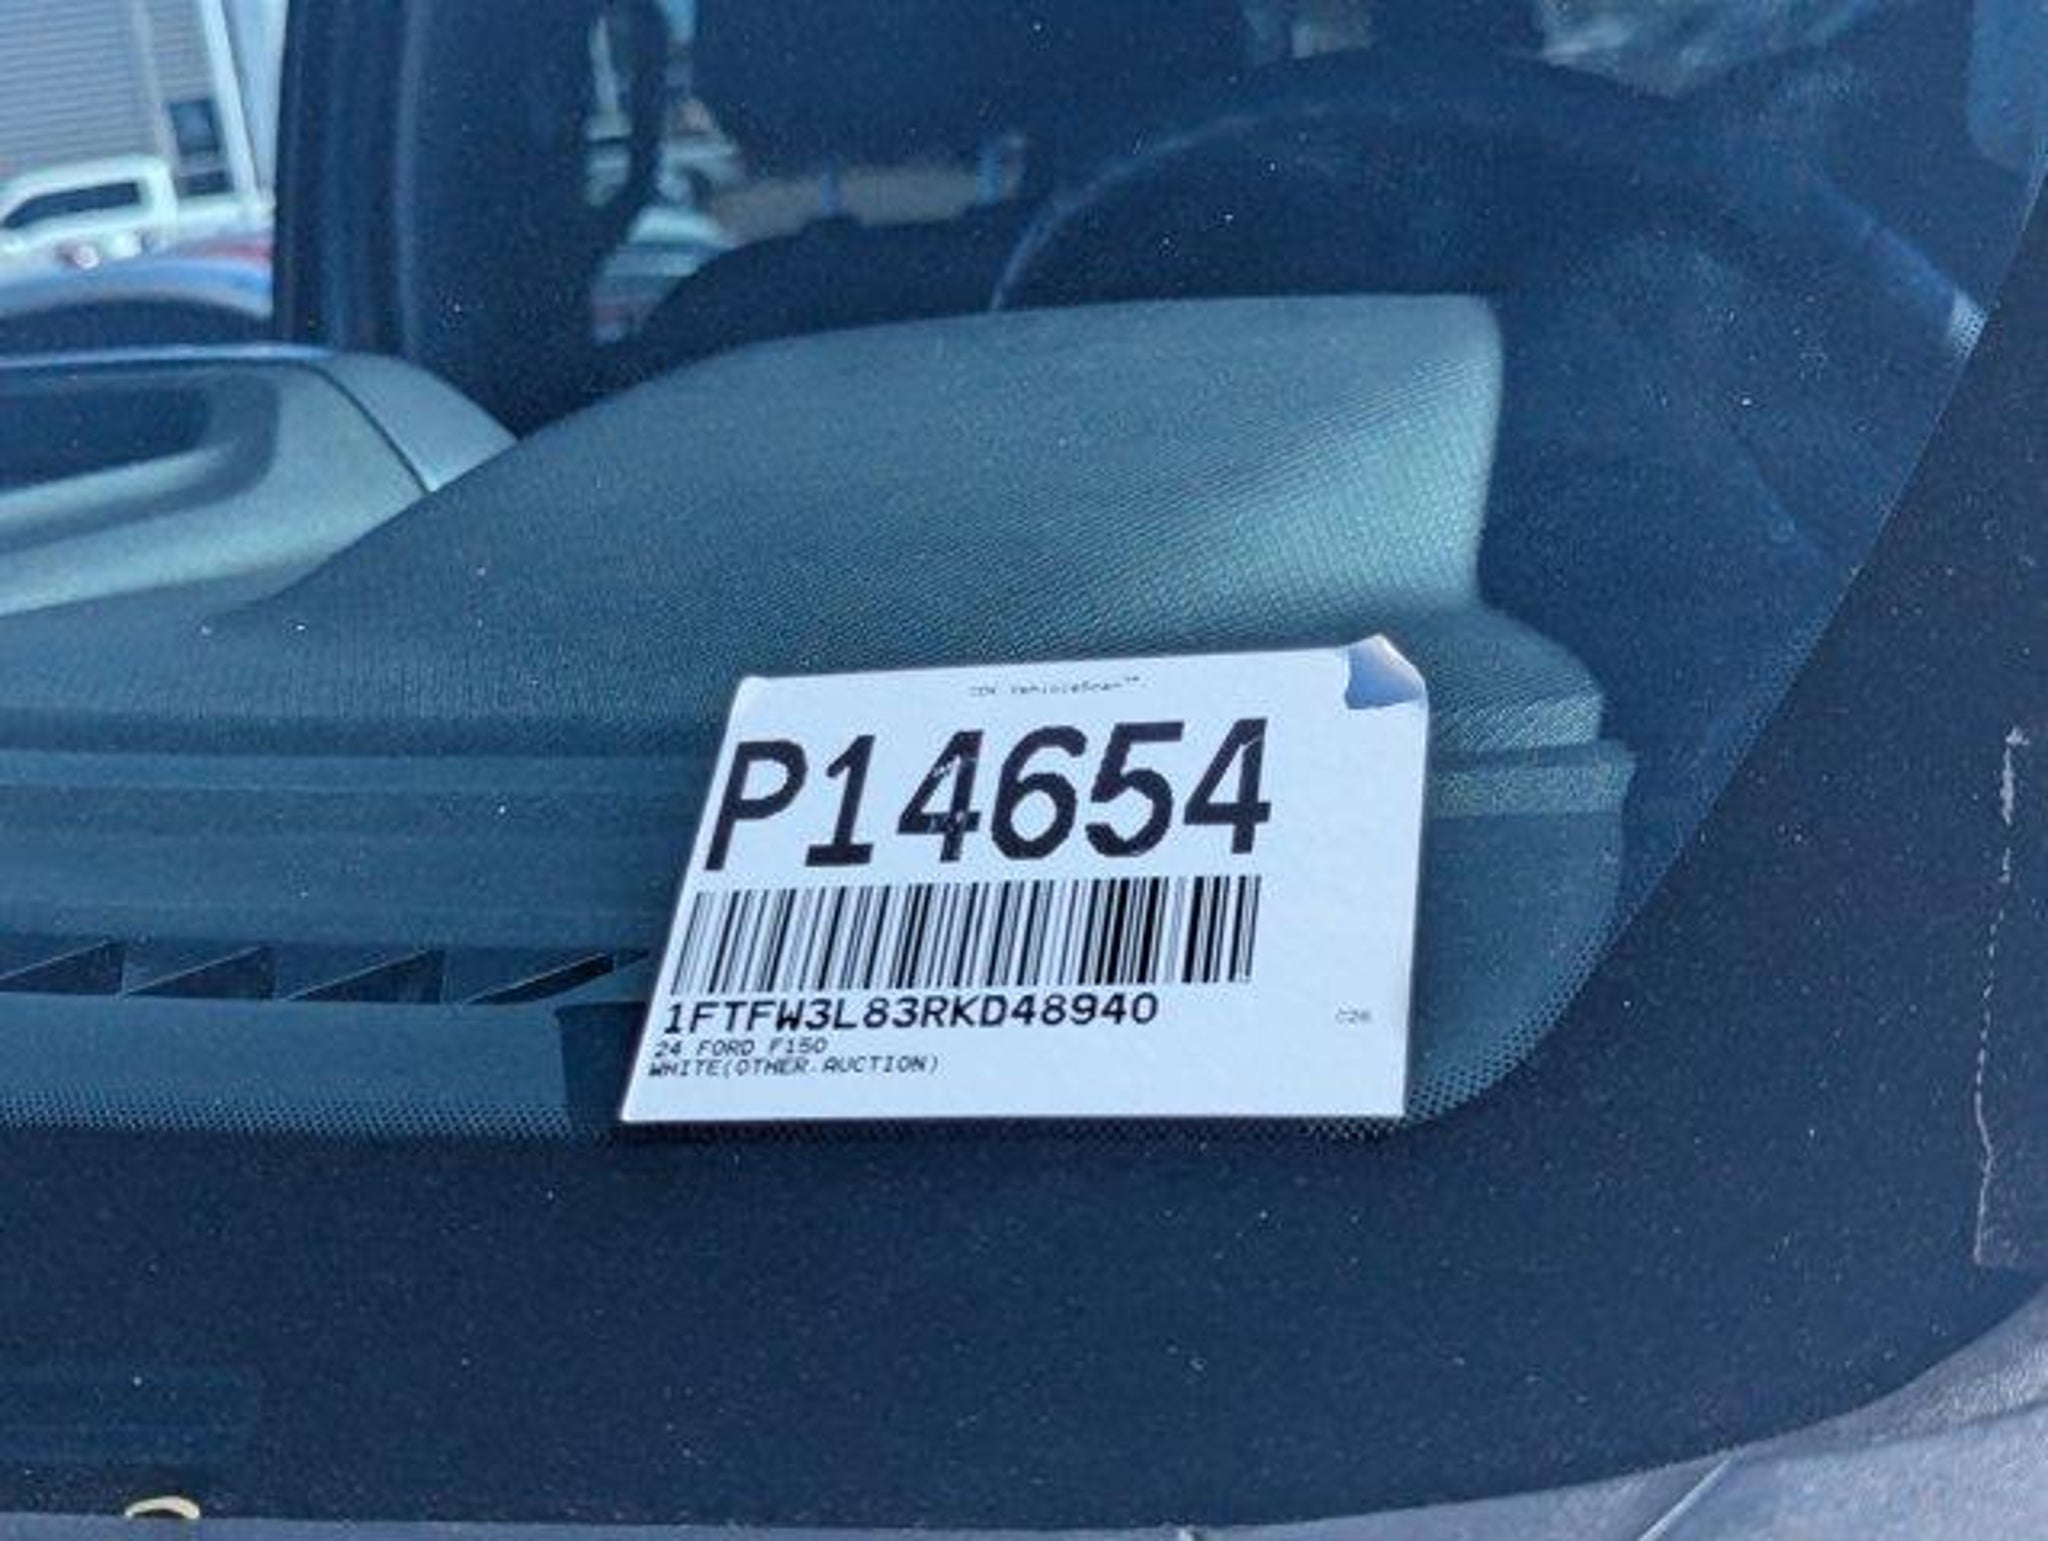 P14654
1FTFW3L83RKD48940
24 FORD F150
WHITE(OTHER AUCTION)